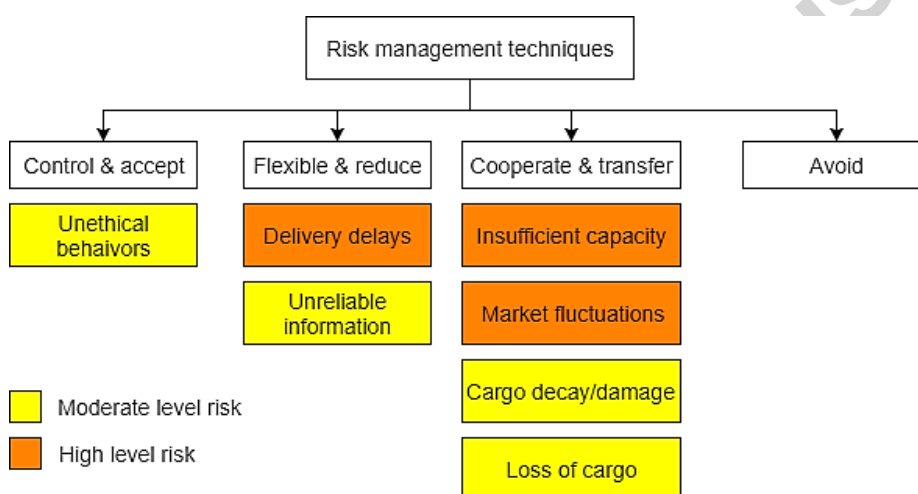 Risk management techniques
Control & accept
Flexible & reduce
Cooperate & transfer
Avoid
Unethical
behaivors
Delivery delays
Insufficient capacity
Unreliable
information
Market fluctuations
Cargo decay/damage
Loss of cargo
Moderate level risk
High level risk